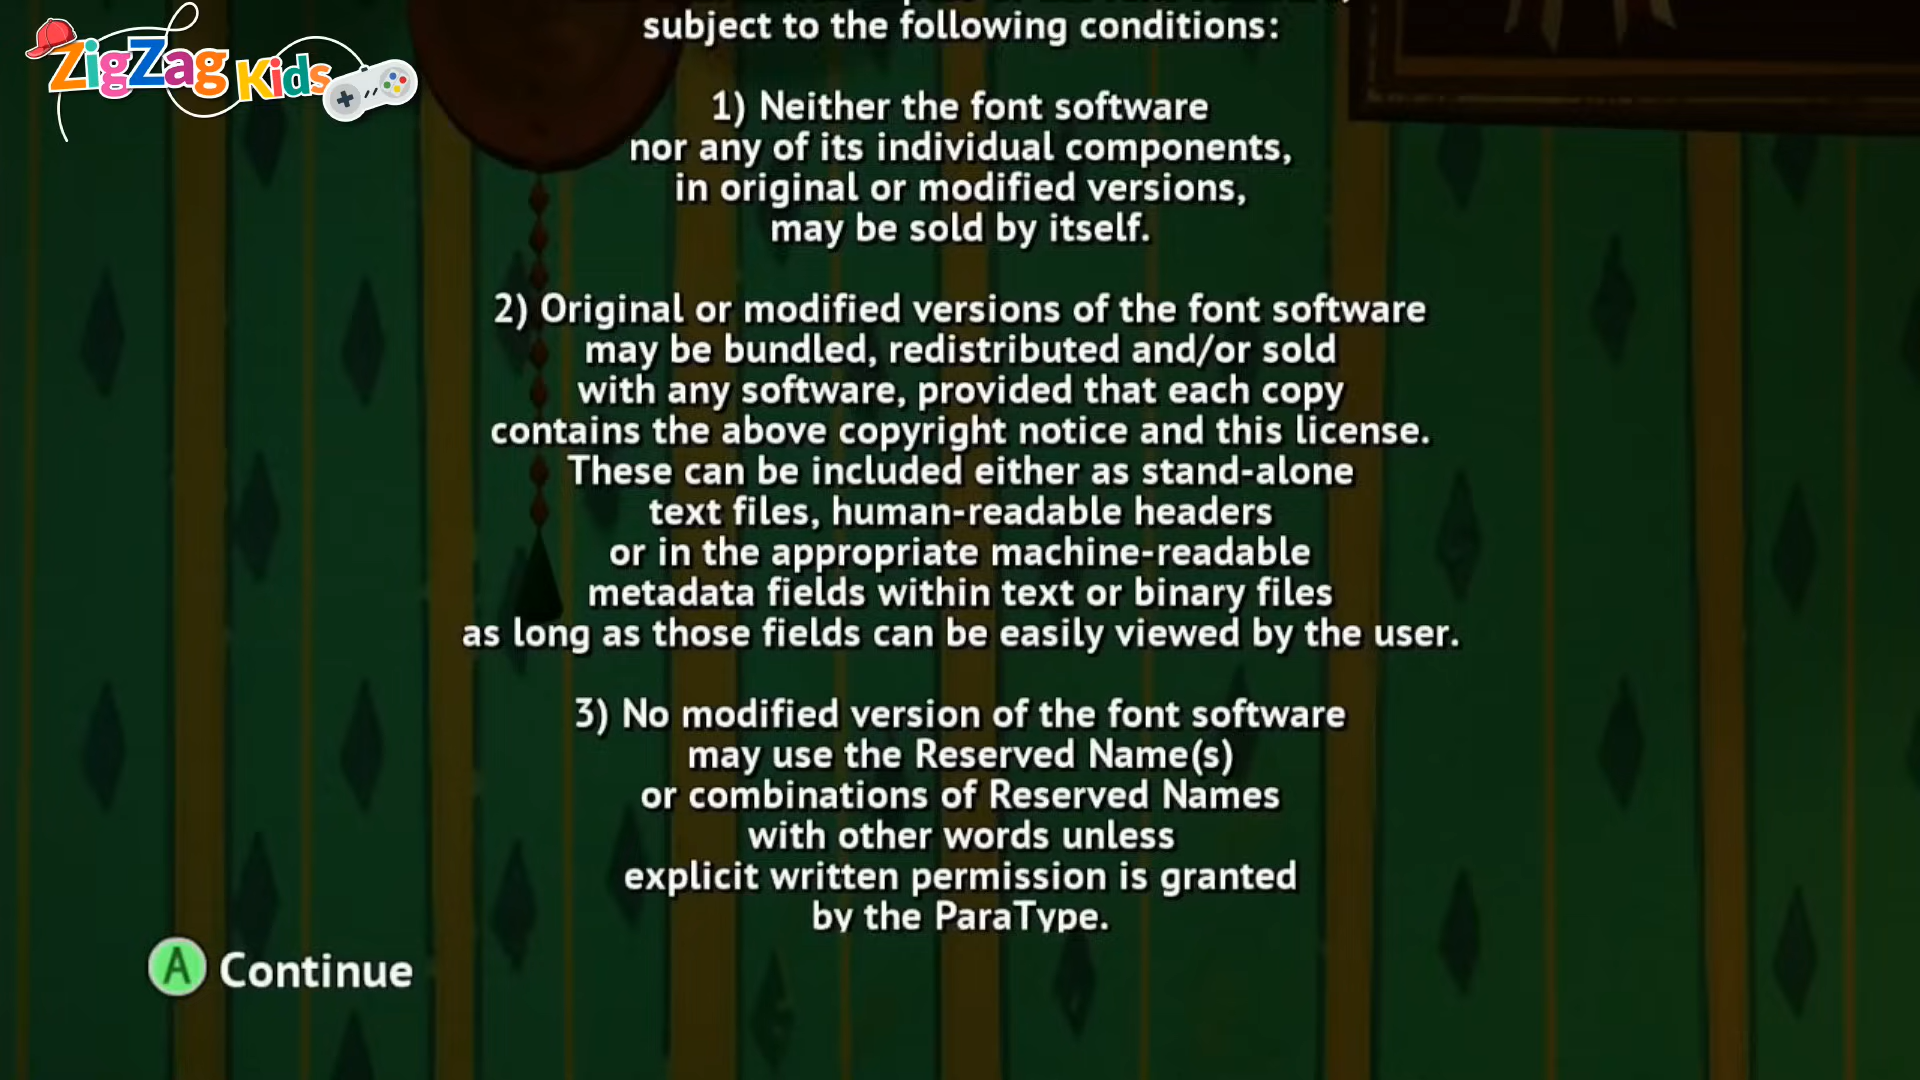 ZigZag Kids
subject to the following conditions:
1) Neither the font software
nor any of its individual components,
in original or modified versions,
may be sold by itself.
2) Original or modified versions of the font software
may be bundled, redistributed and/or sold
with any software, provided that each copy
contains the above copyright notice and this license.
These can be included either as stand-alone
text files, human-readable headers
or in the appropriate machine-readable
metadata fields within text or binary files
as long as those fields can be easily viewed by the user.
3) No modified version of the font software
may use the Reserved Name(s)
or combinations of Reserved Names
with other words unless
explicit written permission is granted
by the ParaType.
A Continue